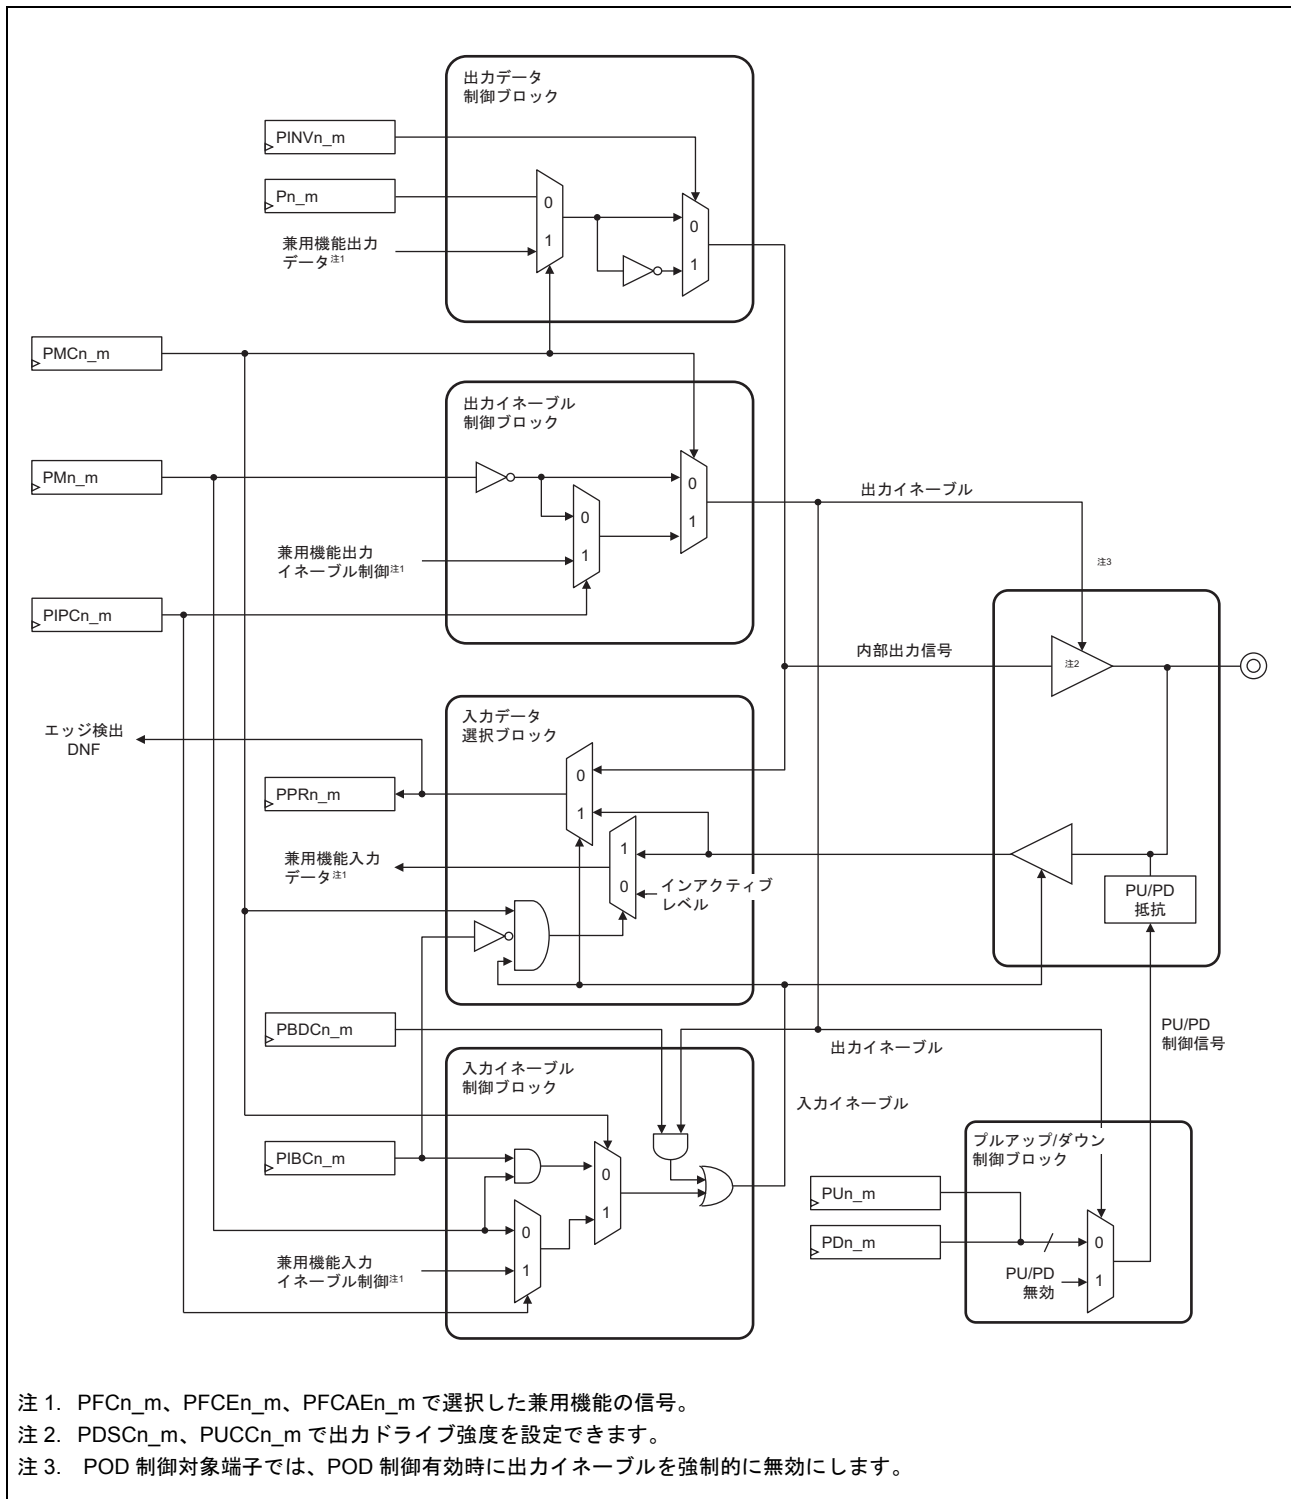 出力データ
制御ブロック
PINVn_m
Pn_m
0
1
0
1
兼用機能出力
データ注1
PMCn_m
出力イネーブル
制御ブロック
PMn_m
0
1
0
1
出力イネーブル
兼用機能出力
イネーブル制御注1
注3
PIPCn_m
内部出力信号
注2
入力データ
選択ブロック
エッジ検出
DNF
0
1
PPRn_m
兼用機能入力
データ注1
1
0
インアクティブ
レベル
PU/PD
抵抗
PBDCn_m
出力イネーブル
PU/PD
制御信号
入力イネーブル
制御ブロック
入力イネーブル
PIBCn_m
0
1
0
1
兼用機能入力
イネーブル制御注1
プルアップ/ダウン
制御ブロック
PUn_m
PDn_m
0
1
PU/PD
無効
注 1. PFCn_m、PFCEn_m、PFCAEn_m で選択した兼用機能の信号。
注 2. PDSCn_m、PUCCn_m で出力ドライブ強度を設定できます。
注 3. POD 制御対象端子では、POD 制御有効時に出力イネーブルを強制的に無効にします。